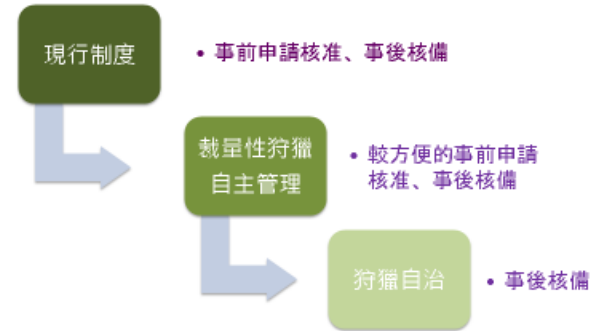 現行制度
• 事前申請核准、事後核備
裁量性狩獵
自主管理
• 較方便的事前申請
核准、事後核備
狩獵自治
• 事後核備